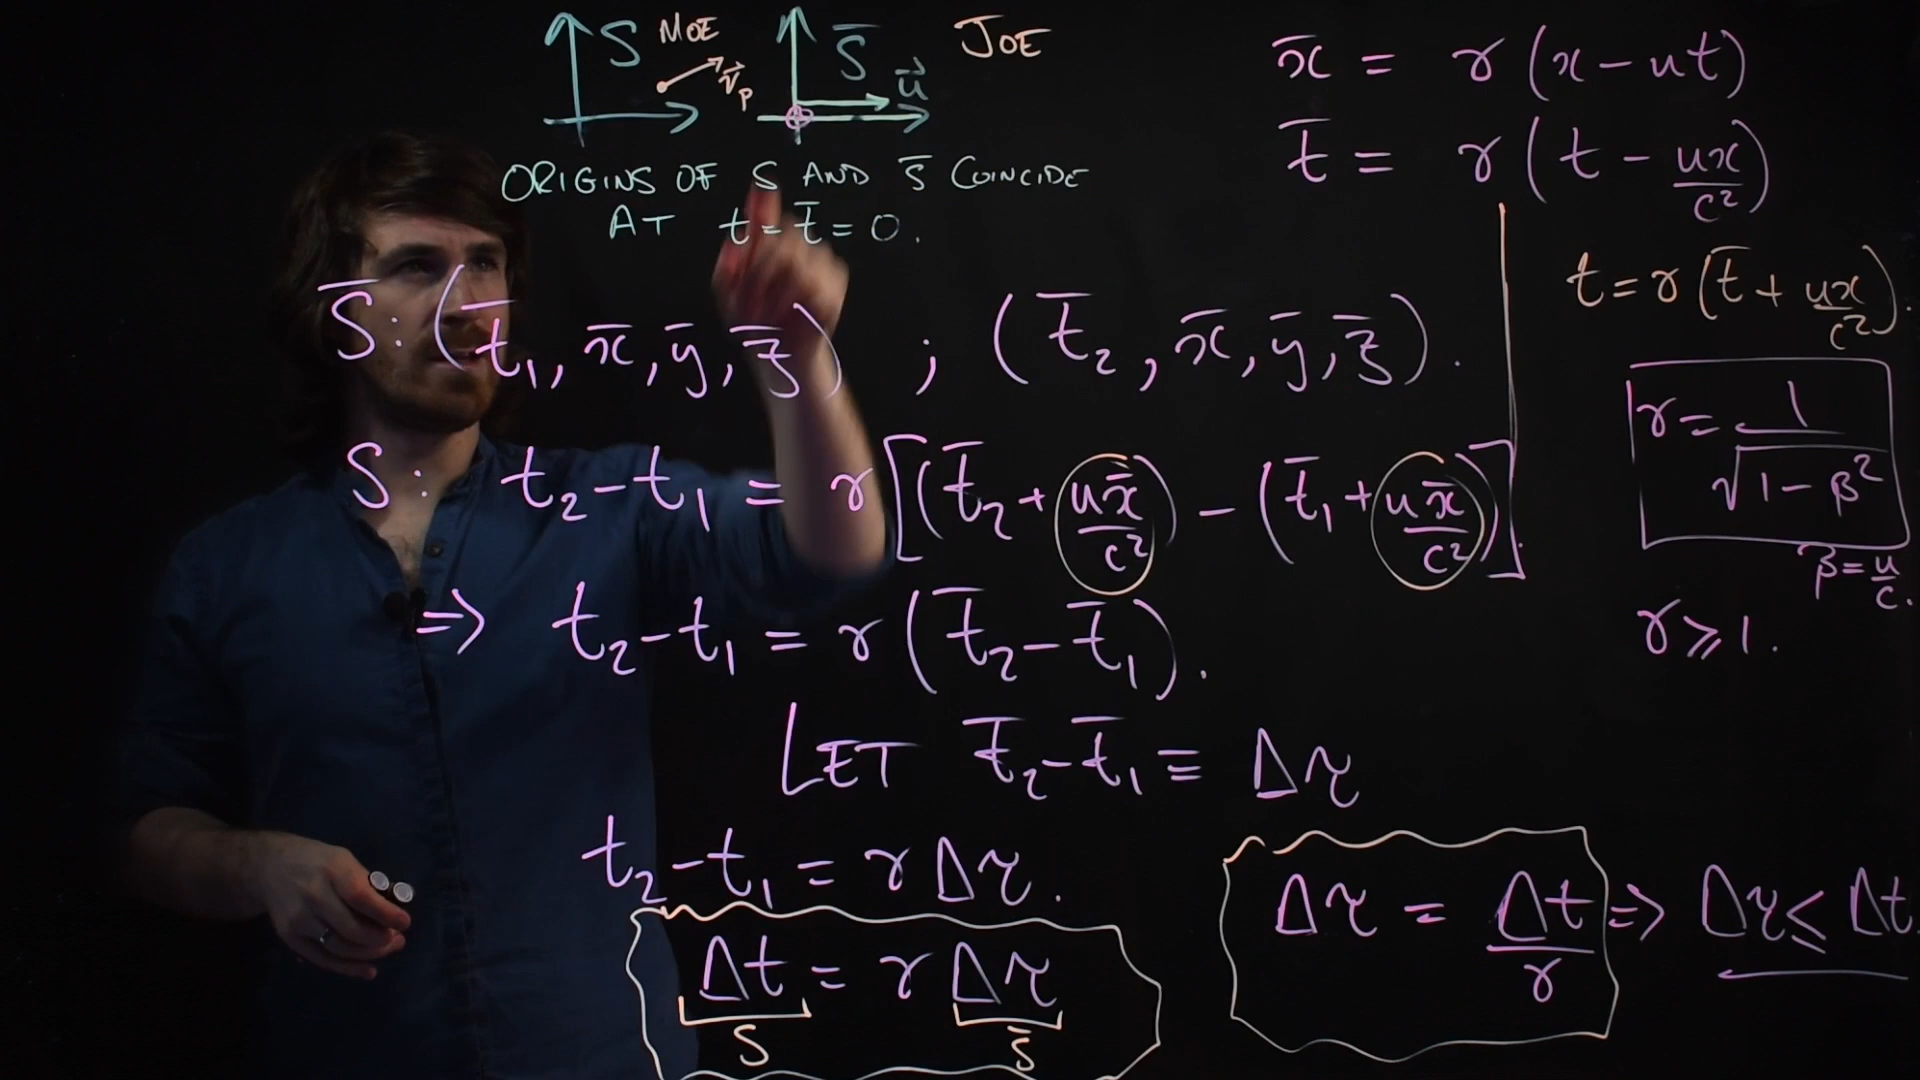 S MOE S̄ JOE
v⃗ₚ u⃗
ORIGINS OF S AND S̄ COINCIDE
AT t = t̄ = 0.
x̄ = γ(x − ut)
t̄ = γ(t − ux/c²)
t = γ(t̄ + ux̄/c²).
γ = 1/√(1 − β²)
β = u/c.
γ ⩾ 1.
S̄: (t̄₁, x̄, ȳ, z̄) ; (t̄₂, x̄, ȳ, z̄).
S: t₂ − t₁ = γ[(t̄₂ + ux̄/c²) − (t̄₁ + ux̄/c²)].
⇒ t₂ − t₁ = γ(t̄₂ − t̄₁).
LET t̄₂ − t̄₁ ≡ Δτ
t₂ − t₁ = γΔτ.
Δt = γΔτ
S S̄
Δτ = Δt/γ ⇒ Δτ ≤ Δt.